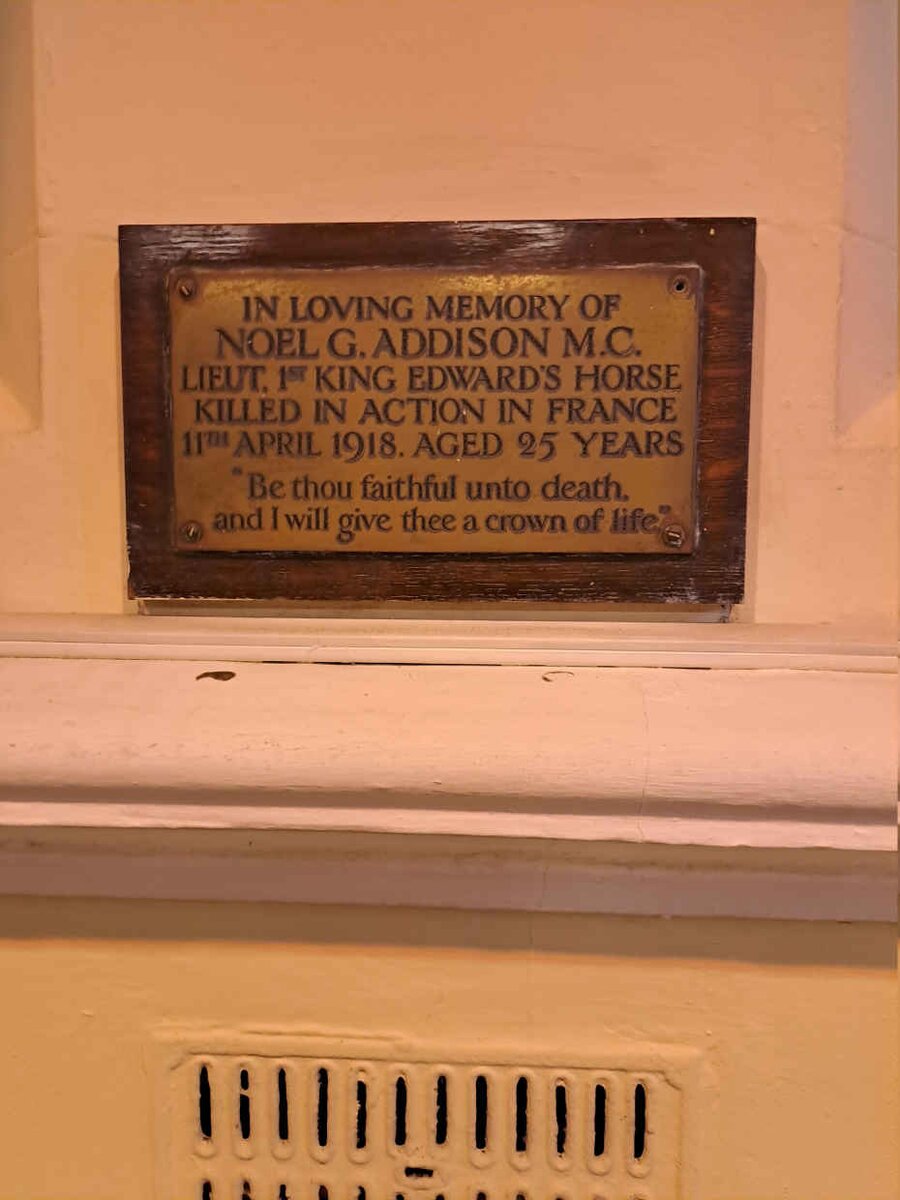 IN LOVING MEMORY OF
NOEL G. ADDISON M.C.
LIEUT, 1ST KING EDWARD'S HORSE
KILLED IN ACTION IN FRANCE
11TH APRIL 1918. AGED 25 YEARS
"Be thou faithful unto death,
and I will give thee a crown of life."